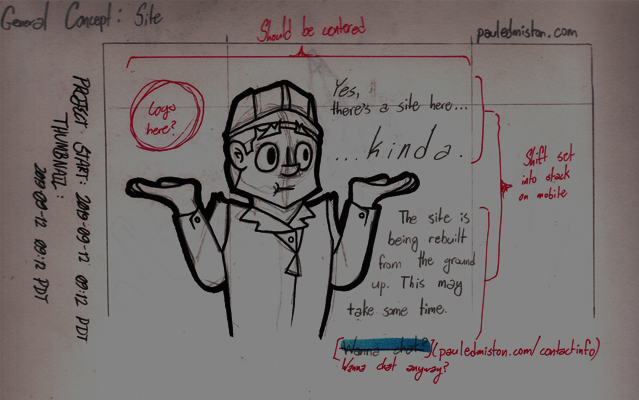 General Concept: Site
Should be centered
pauledmiston.com
Logo
here?
Yes,
there's a site here...
...kinda.
Shift set
into stack
on mobile
The site is
being rebuilt
from the ground
up. This may
take some time.
[Wanna chat?](pauledmiston.com/contactinfo)
Wanna chat anyway?
PROJECT START: 2019-09-12 09:12 PDT
THUMBNAIL:
2019-09-12 09:12 PDT